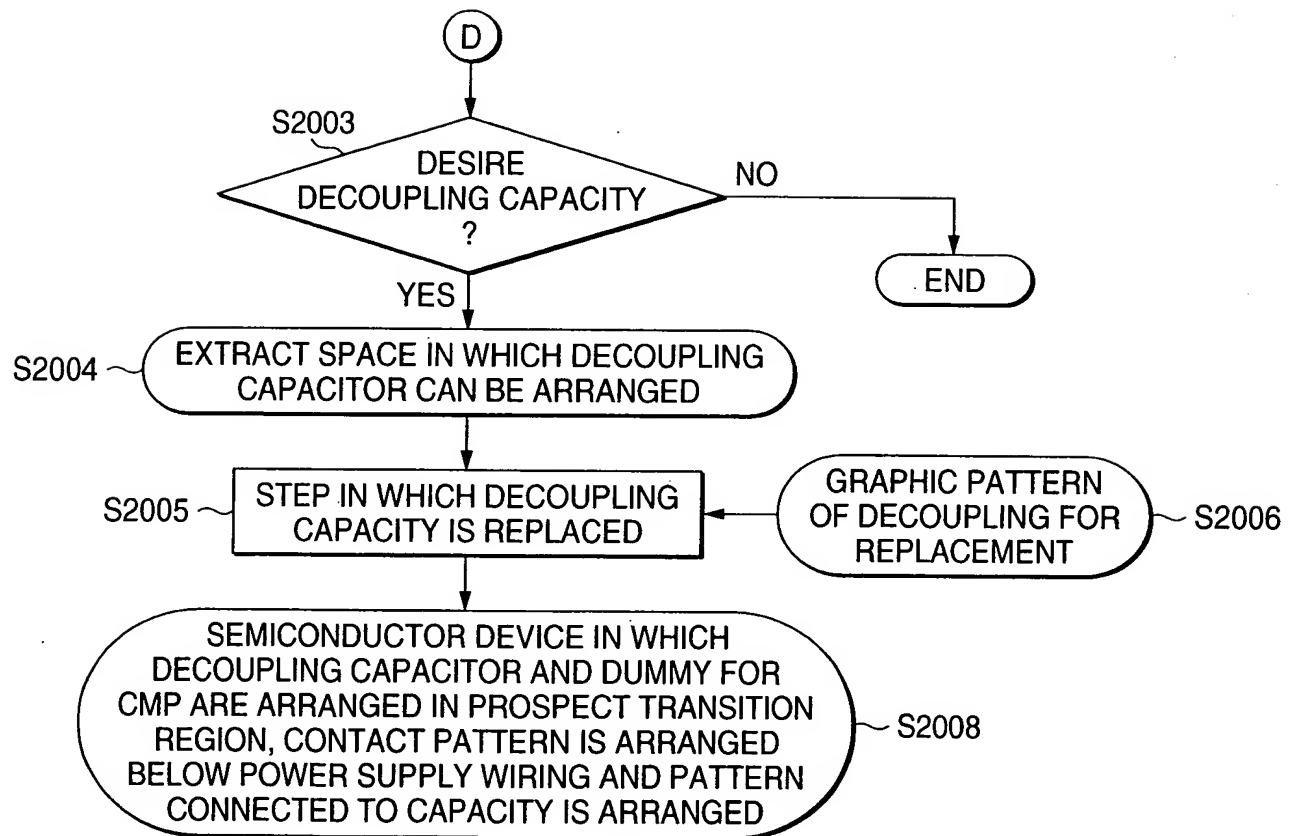 D
S2003
DESIRE
DECOUPLING CAPACITY
?
NO
END
YES
S2004
EXTRACT SPACE IN WHICH DECOUPLING
CAPACITOR CAN BE ARRANGED
S2005
STEP IN WHICH DECOUPLING
CAPACITY IS REPLACED
GRAPHIC PATTERN
OF DECOUPLING FOR
REPLACEMENT
S2006
SEMICONDUCTOR DEVICE IN WHICH
DECOUPLING CAPACITOR AND DUMMY FOR
CMP ARE ARRANGED IN PROSPECT TRANSITION
REGION, CONTACT PATTERN IS ARRANGED
BELOW POWER SUPPLY WIRING AND PATTERN
CONNECTED TO CAPACITY IS ARRANGED
S2008